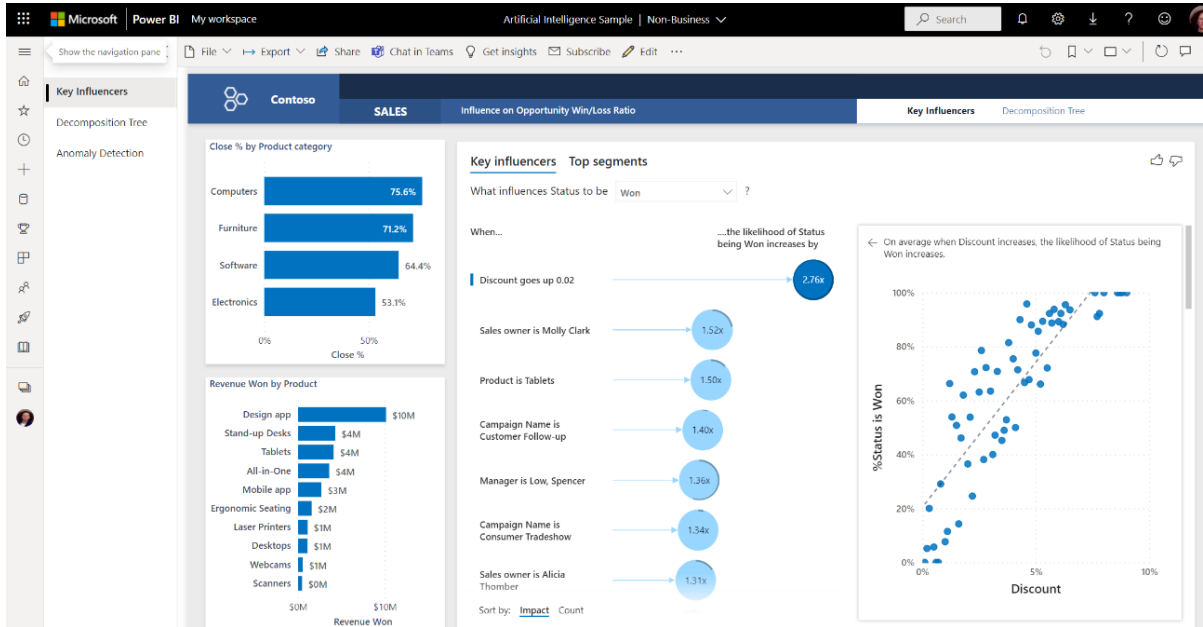 Microsoft Power BI My workspace
Artificial Intelligence Sample | Non-Business
Search
Show the navigation pane
File Export Share Chat in Teams Get insights Subscribe Edit ...
Key Influencers
Decomposition Tree
Anomaly Detection
Contoso
SALES
Influence on Opportunity Win/Loss Ratio
Key Influencers Decomposition Tree
Close % by Product category
Computers 75.6%
Furniture 71.2%
Software 64.4%
Electronics 53.1%
0% 50%
Close %
Revenue Won by Product
Design app $10M
Stand-up Desks $4M
Tablets $4M
All-in-One $4M
Mobile app $3M
Ergonomic Seating $2M
Laser Printers $1M
Desktops $1M
Webcams $1M
Scanners $0M
$0M $10M
Revenue Won
Key influencers Top segments
What influences Status to be Won ?
When...
....the likelihood of Status
being Won increases by
Discount goes up 0.02 2.76x
Sales owner is Molly Clark 1.52x
Product is Tablets 1.50x
Campaign Name is
Customer Follow-up 1.40x
Manager is Low, Spencer 1.36x
Campaign Name is
Consumer Tradeshow 1.34x
Sales owner is Alicia
Thomber 1.31x
Sort by: Impact Count
On average when Discount increases, the likelihood of Status being
Won increases.
100%
80%
60%
40%
20%
0%
%Status is Won
0% 5% 10%
Discount